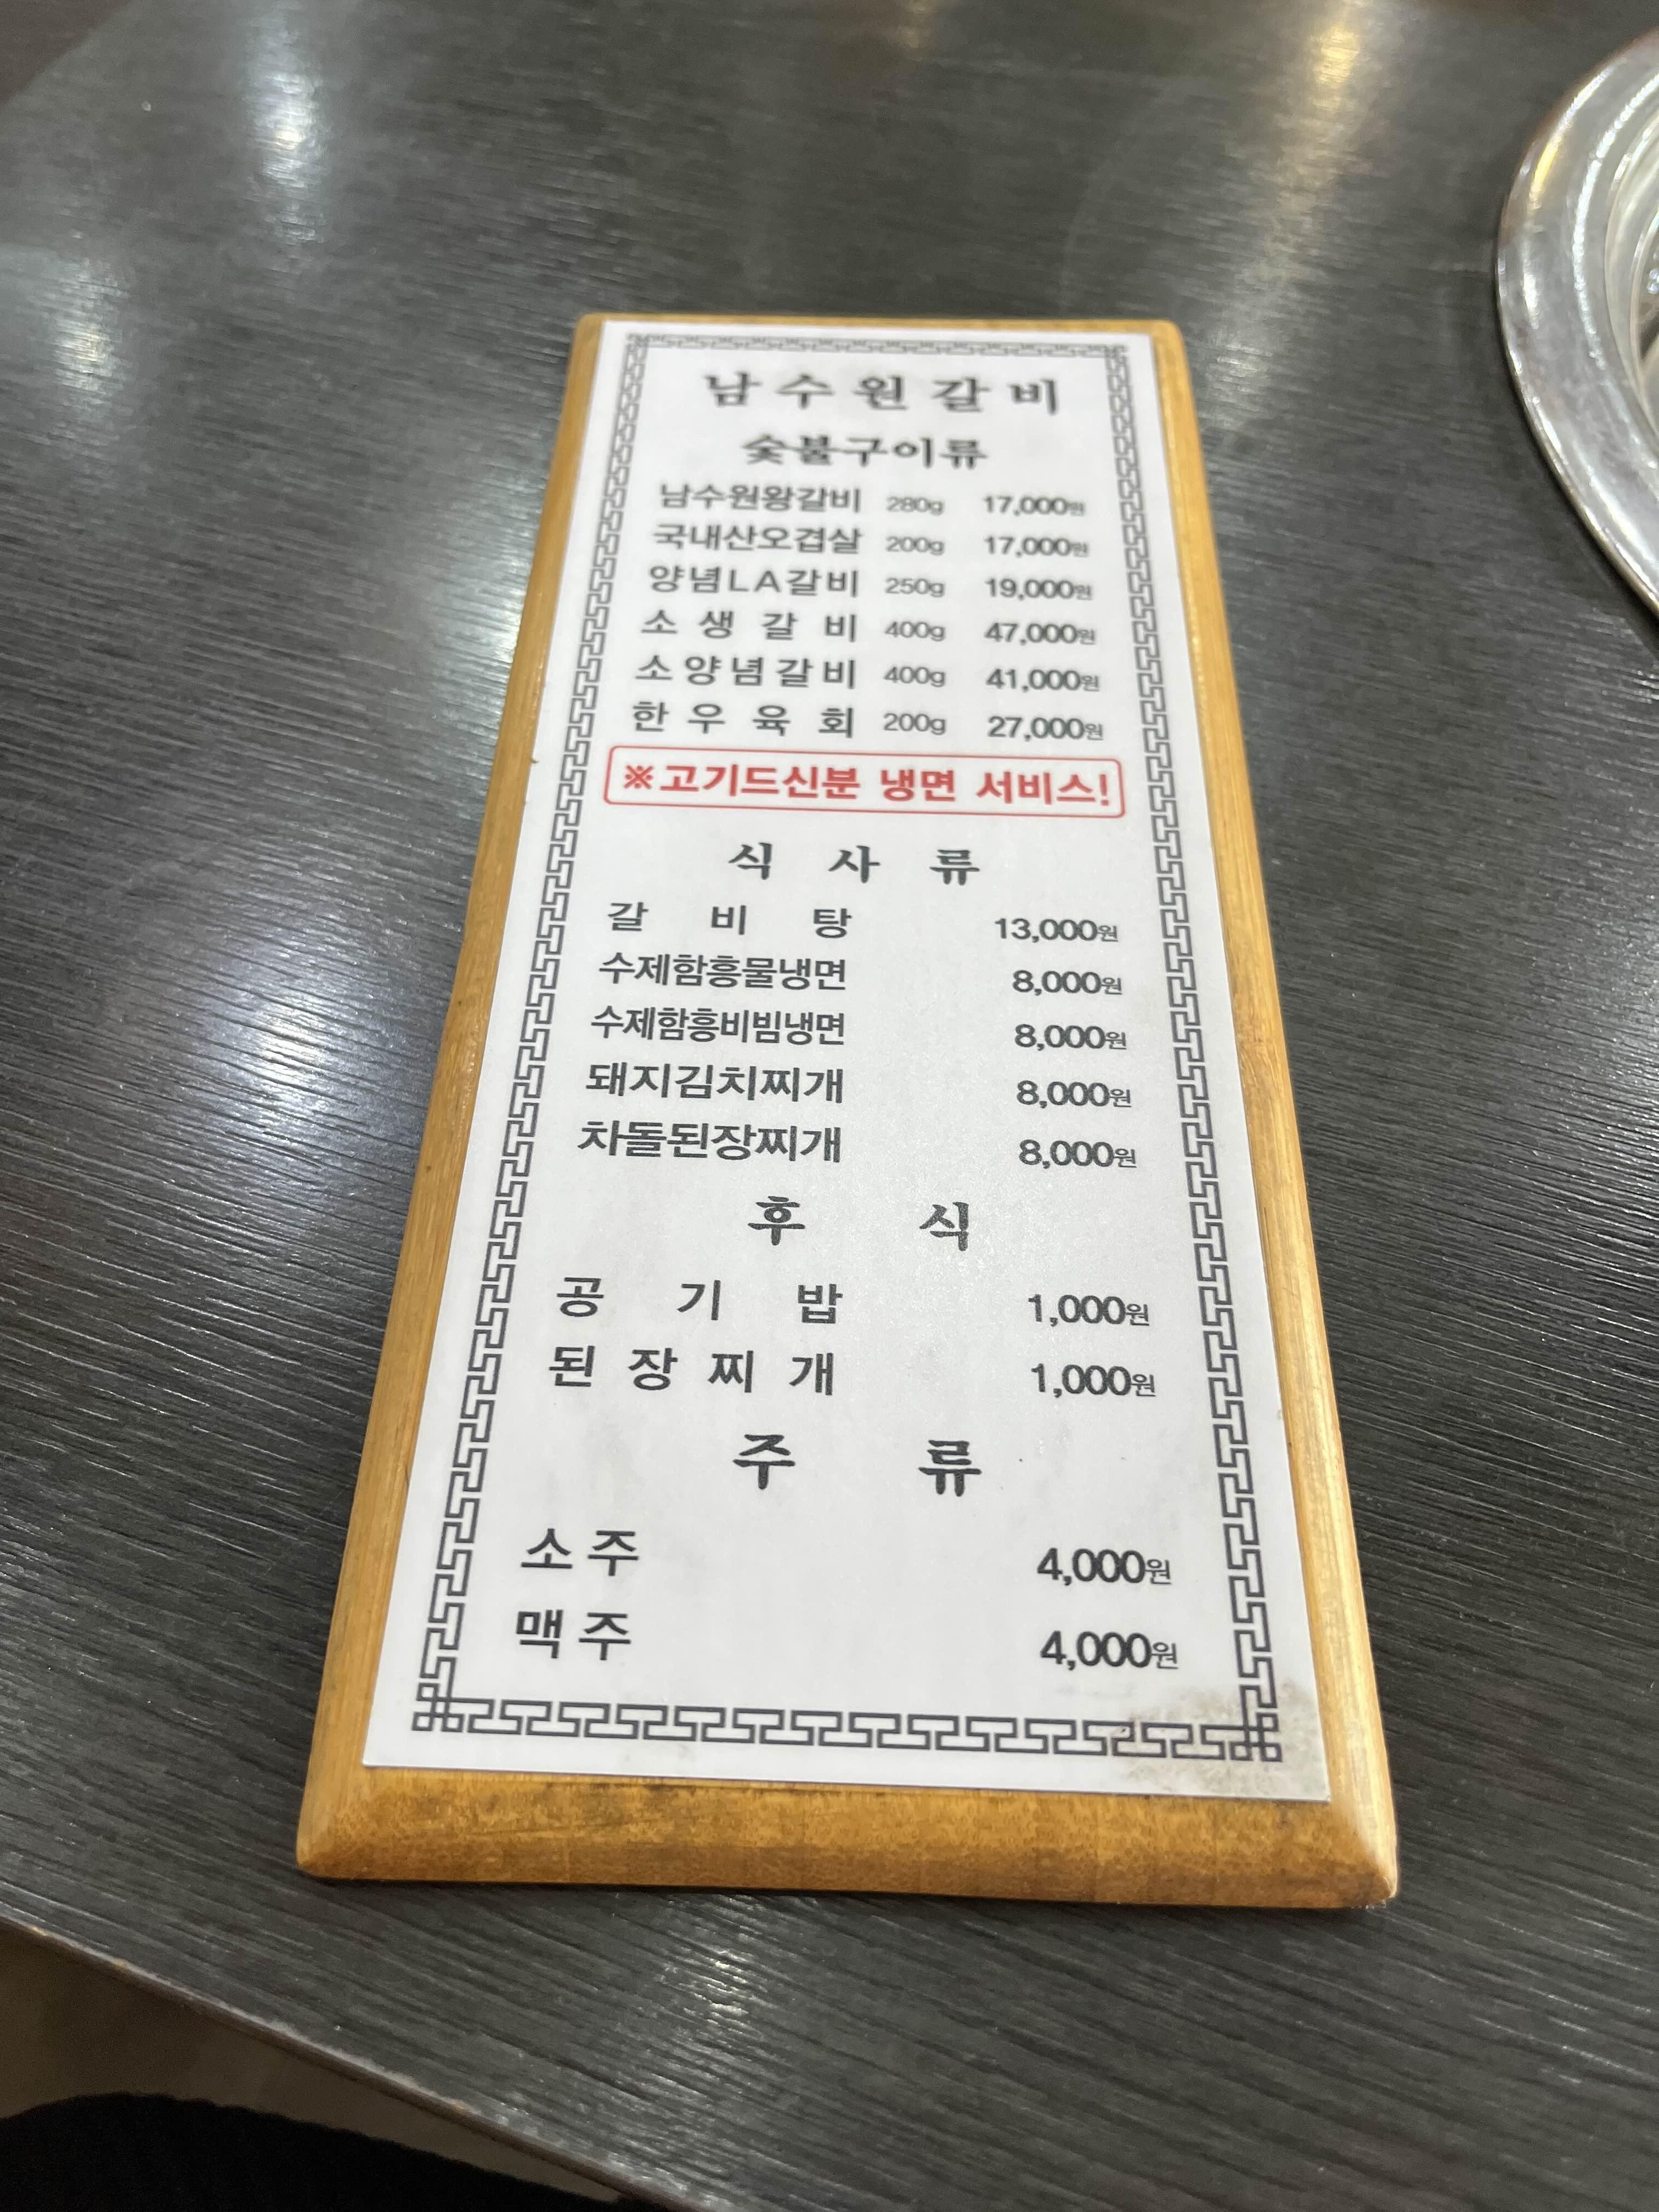 남수원갈비
숯불구이류
남수원왕갈비 280g 17,000원
국내산오겹살 200g 17,000원
양념LA갈비 250g 19,000원
소생갈비 400g 47,000원
소양념갈비 400g 41,000원
한우육회 200g 27,000원
※고기드신분 냉면 서비스!
식사류
갈비탕 13,000원
수제함흥물냉면 8,000원
수제함흥비빔냉면 8,000원
돼지김치찌개 8,000원
차돌된장찌개 8,000원
후식
공기밥 1,000원
된장찌개 1,000원
주류
소주 4,000원
맥주 4,000원